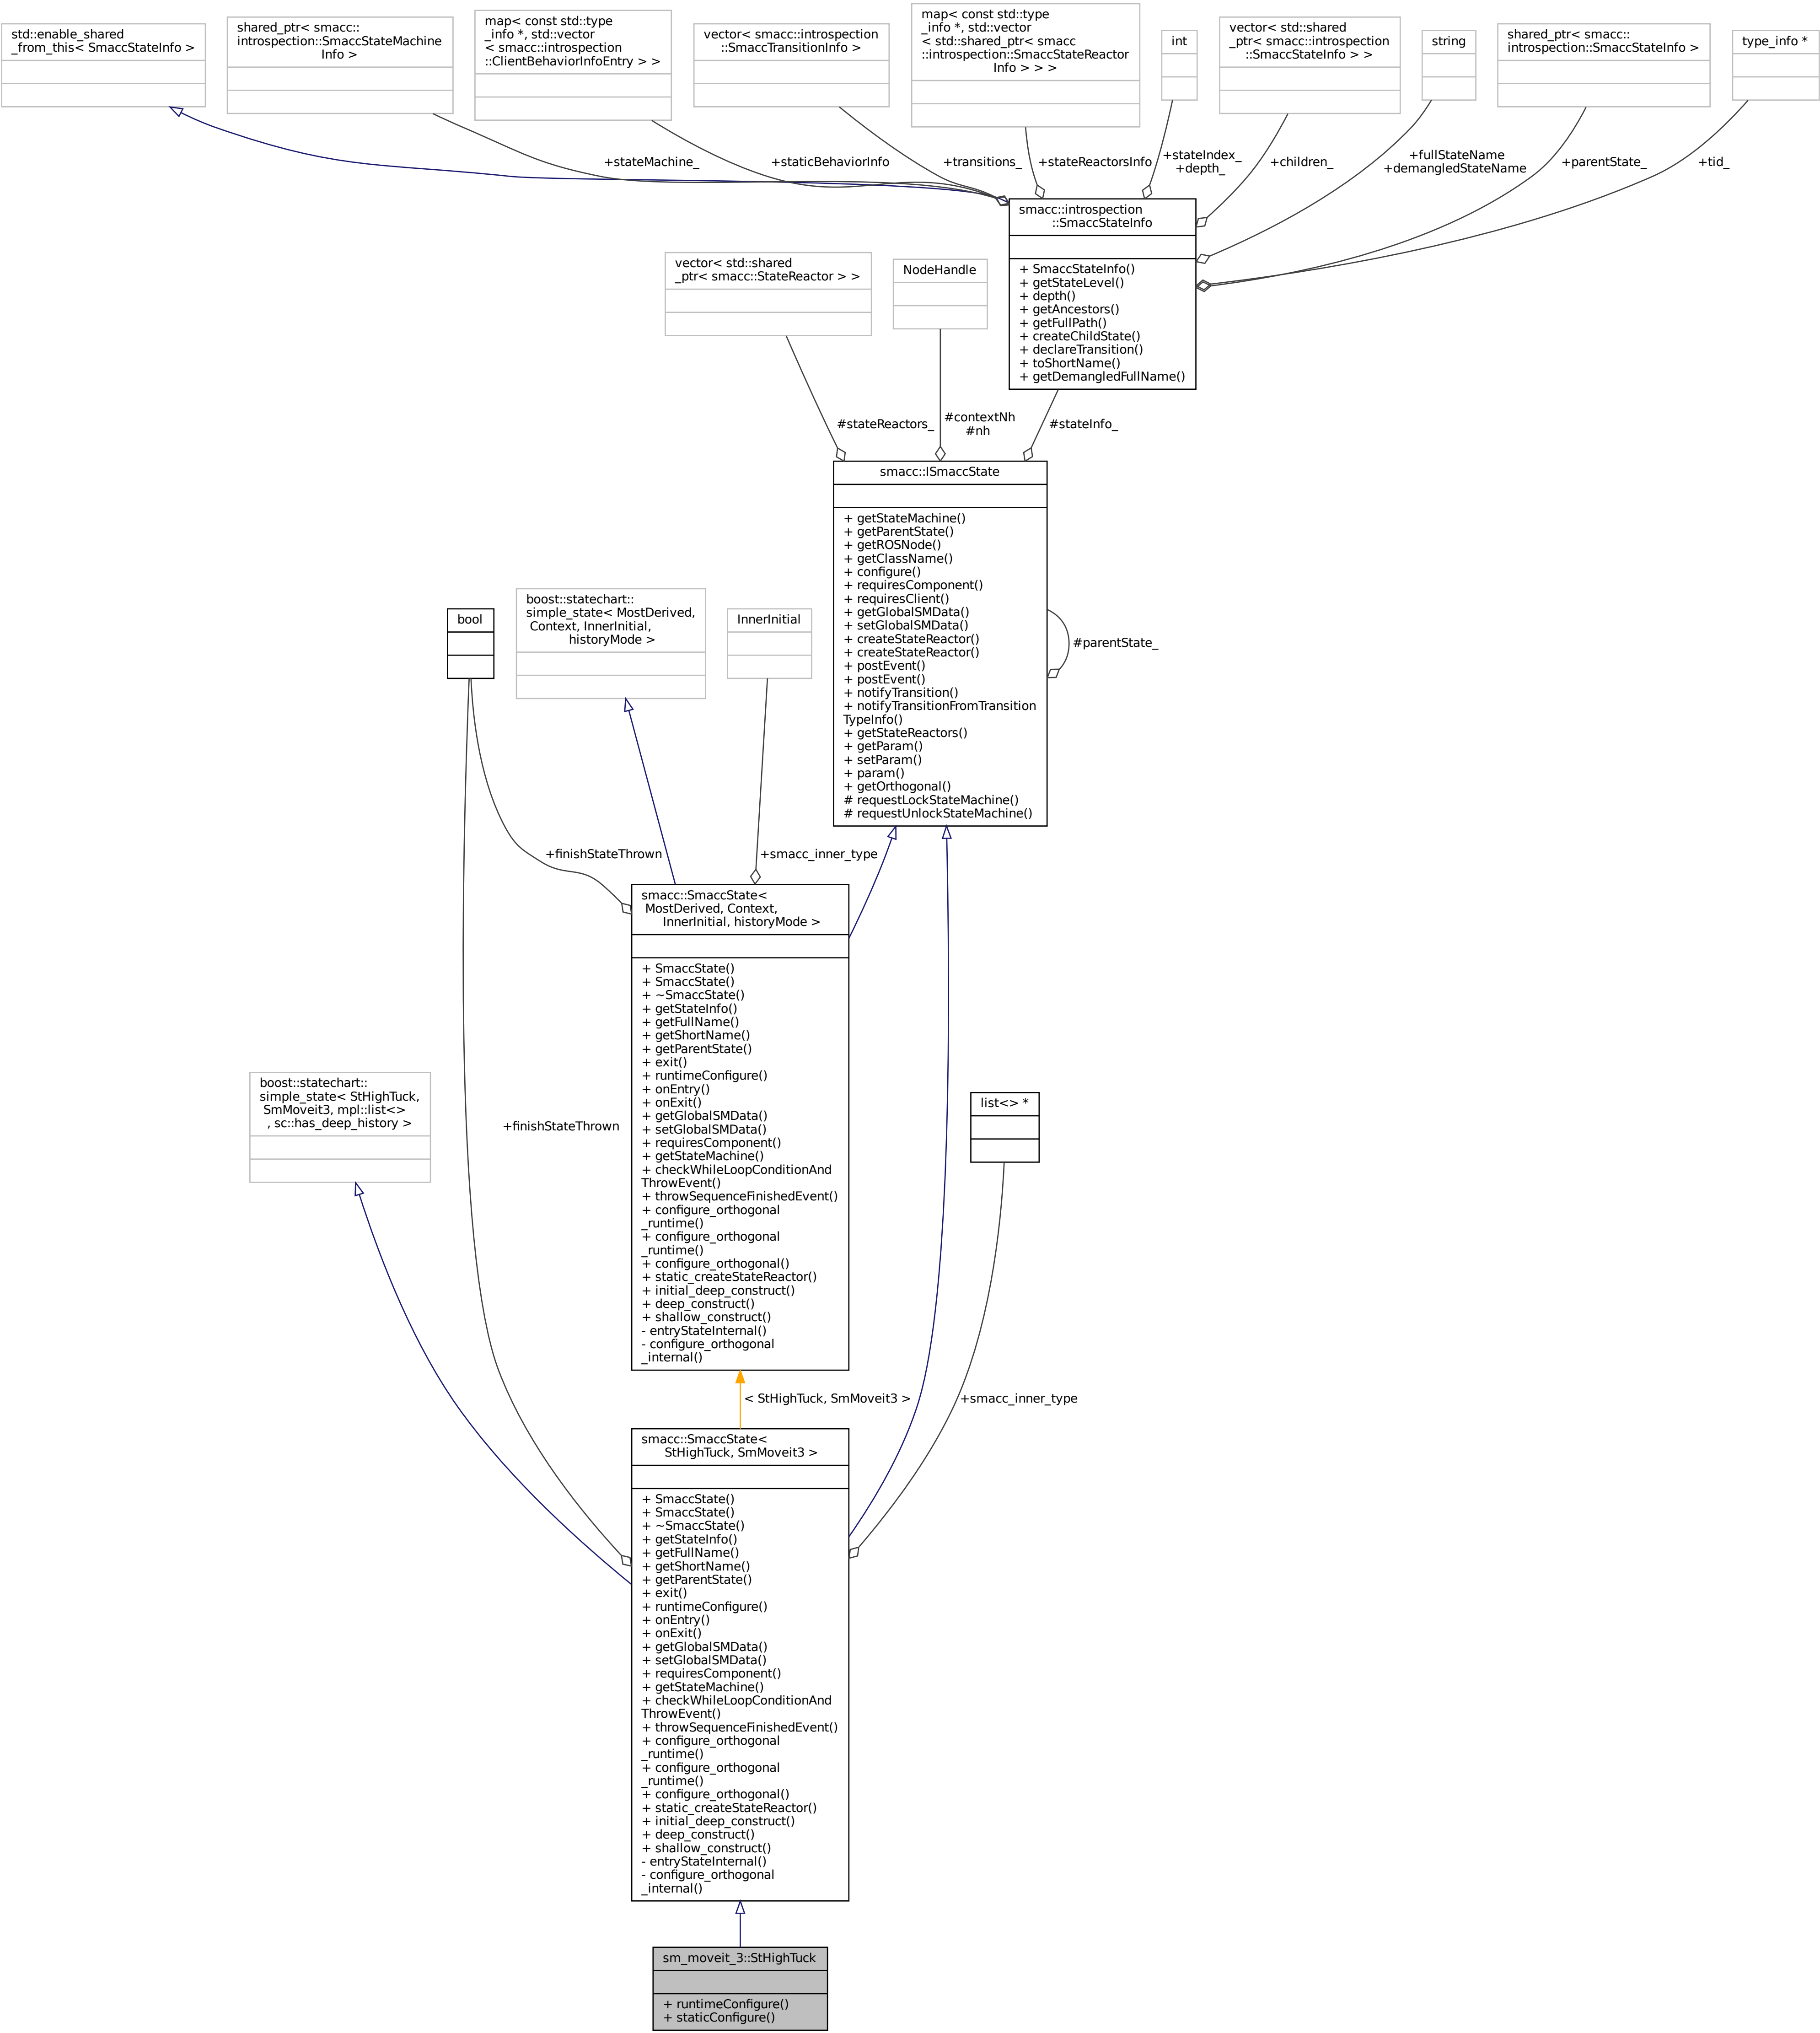 std::enable_shared
_from_this< SmaccStateInfo >
shared_ptr< smacc::
introspection::SmaccStateMachine
Info >
map< const std::type
_info *, std::vector
< smacc::introspection
::ClientBehaviorInfoEntry > >
vector< smacc::introspection
::SmaccTransitionInfo >
map< const std::type
_info *, std::vector
< std::shared_ptr< smacc
::introspection::SmaccStateReactor
Info > > >
int
vector< std::shared
_ptr< smacc::introspection
::SmaccStateInfo > >
string
shared_ptr< smacc::
introspection::SmaccStateInfo >
type_info *
+stateMachine_
+staticBehaviorInfo
+transitions_
+stateReactorsInfo
+stateIndex_
+depth_
+children_
+fullStateName
+demangledStateName
+parentState_
+tid_
smacc::introspection
::SmaccStateInfo
+ SmaccStateInfo()
+ getStateLevel()
+ depth()
+ getAncestors()
+ getFullPath()
+ createChildState()
+ declareTransition()
+ toShortName()
+ getDemangledFullName()
vector< std::shared
_ptr< smacc::StateReactor > >
NodeHandle
#stateReactors_
#contextNh
#nh
#stateInfo_
smacc::ISmaccState
+ getStateMachine()
+ getParentState()
+ getROSNode()
+ getClassName()
+ configure()
+ requiresComponent()
+ requiresClient()
+ getGlobalSMData()
+ setGlobalSMData()
+ createStateReactor()
+ createStateReactor()
+ postEvent()
+ postEvent()
+ notifyTransition()
+ notifyTransitionFromTransition
TypeInfo()
+ getStateReactors()
+ getParam()
+ setParam()
+ param()
+ getOrthogonal()
# requestLockStateMachine()
# requestUnlockStateMachine()
#parentState_
bool
boost::statechart::
simple_state< MostDerived,
Context, InnerInitial,
historyMode >
InnerInitial
+finishStateThrown
+smacc_inner_type
smacc::SmaccState<
MostDerived, Context,
InnerInitial, historyMode >
+ SmaccState()
+ SmaccState()
+ ~SmaccState()
+ getStateInfo()
+ getFullName()
+ getShortName()
+ getParentState()
+ exit()
+ runtimeConfigure()
+ onEntry()
+ onExit()
+ getGlobalSMData()
+ setGlobalSMData()
+ requiresComponent()
+ getStateMachine()
+ checkWhileLoopConditionAnd
ThrowEvent()
+ throwSequenceFinishedEvent()
+ configure_orthogonal
_runtime()
+ configure_orthogonal
_runtime()
+ configure_orthogonal()
+ static_createStateReactor()
+ initial_deep_construct()
+ deep_construct()
+ shallow_construct()
- entryStateInternal()
- configure_orthogonal
_internal()
boost::statechart::
simple_state< StHighTuck,
SmMoveit3, mpl::list<>
, sc::has_deep_history >
+finishStateThrown
list<> *
< StHighTuck, SmMoveit3 >
+smacc_inner_type
smacc::SmaccState<
StHighTuck, SmMoveit3 >
+ SmaccState()
+ SmaccState()
+ ~SmaccState()
+ getStateInfo()
+ getFullName()
+ getShortName()
+ getParentState()
+ exit()
+ runtimeConfigure()
+ onEntry()
+ onExit()
+ getGlobalSMData()
+ setGlobalSMData()
+ requiresComponent()
+ getStateMachine()
+ checkWhileLoopConditionAnd
ThrowEvent()
+ throwSequenceFinishedEvent()
+ configure_orthogonal
_runtime()
+ configure_orthogonal
_runtime()
+ configure_orthogonal()
+ static_createStateReactor()
+ initial_deep_construct()
+ deep_construct()
+ shallow_construct()
- entryStateInternal()
- configure_orthogonal
_internal()
sm_moveit_3::StHighTuck
+ runtimeConfigure()
+ staticConfigure()